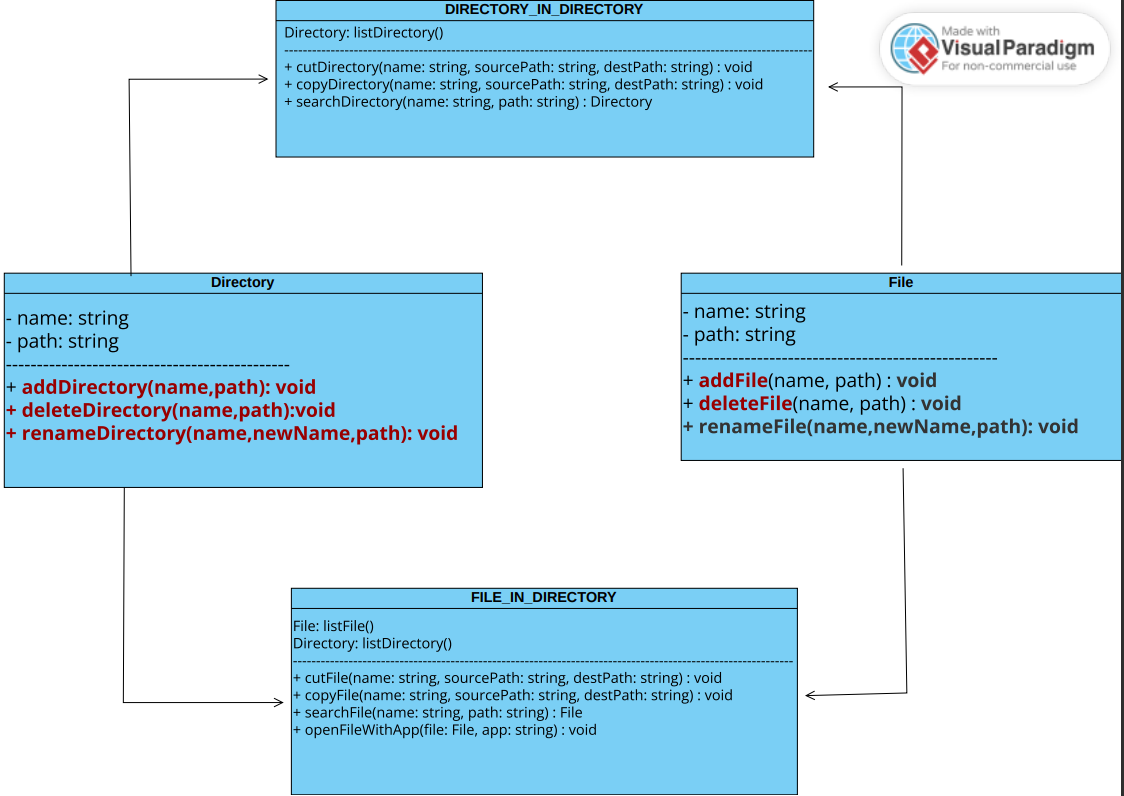 DIRECTORY_IN_DIRECTORY
Directory: listDirectory()
+ cutDirectory(name: string, sourcePath: string, destPath: string) : void
+ copyDirectory(name: string, sourcePath: string, destPath: string) : void
+ searchDirectory(name: string, path: string) : Directory
Made with
Visual Paradigm
For non-commercial use
Directory
- name: string
- path: string
+ addDirectory(name,path): void
+ deleteDirectory(name,path):void
+ renameDirectory(name,newName,path): void
File
- name: string
- path: string
+ addFile(name, path) : void
+ deleteFile(name, path) : void
+ renameFile(name,newName,path): void
FILE_IN_DIRECTORY
File: listFile()
Directory: listDirectory()
+ cutFile(name: string, sourcePath: string, destPath: string) : void
+ copyFile(name: string, sourcePath: string, destPath: string) : void
+ searchFile(name: string, path: string) : File
+ openFileWithApp(file: File, app: string) : void